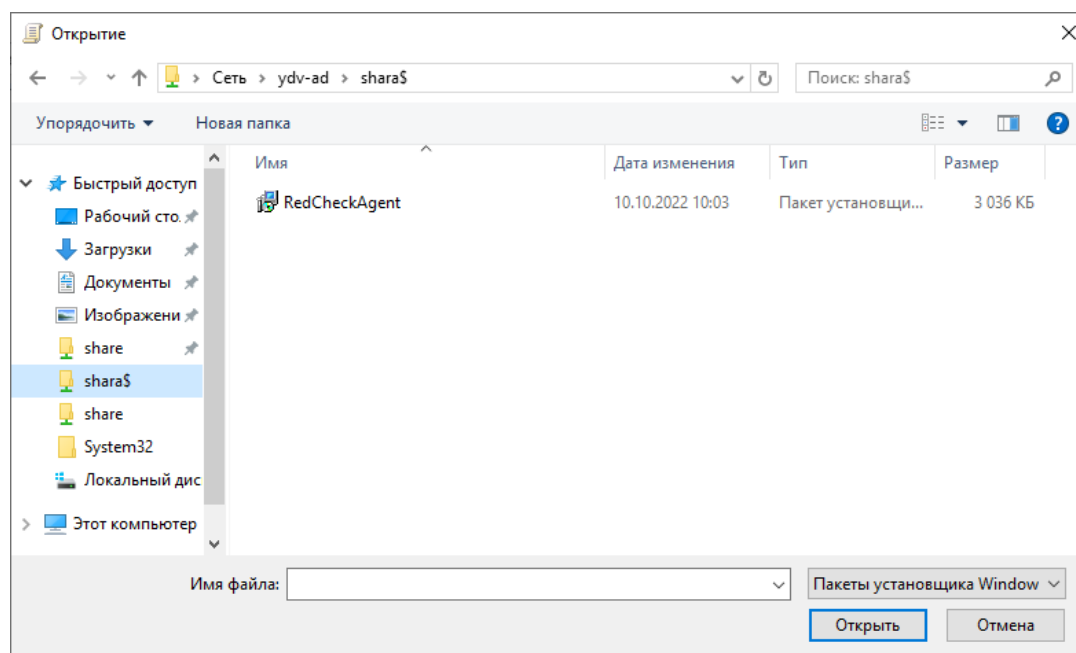 Открытие
Сеть > ydv-ad > shara$
Поиск: shara$
Упорядочить
Новая папка
Имя
Дата изменения
Тип
Размер
RedCheckAgent
10.10.2022 10:03
Пакет установщи...
3 036 КБ
Быстрый доступ
Рабочий сто.
Загрузки
Документы
Изображени
share
shara$
share
System32
Локальный дис
Этот компьютер
Имя файла:
Пакеты установщика Window
Открыть
Отмена